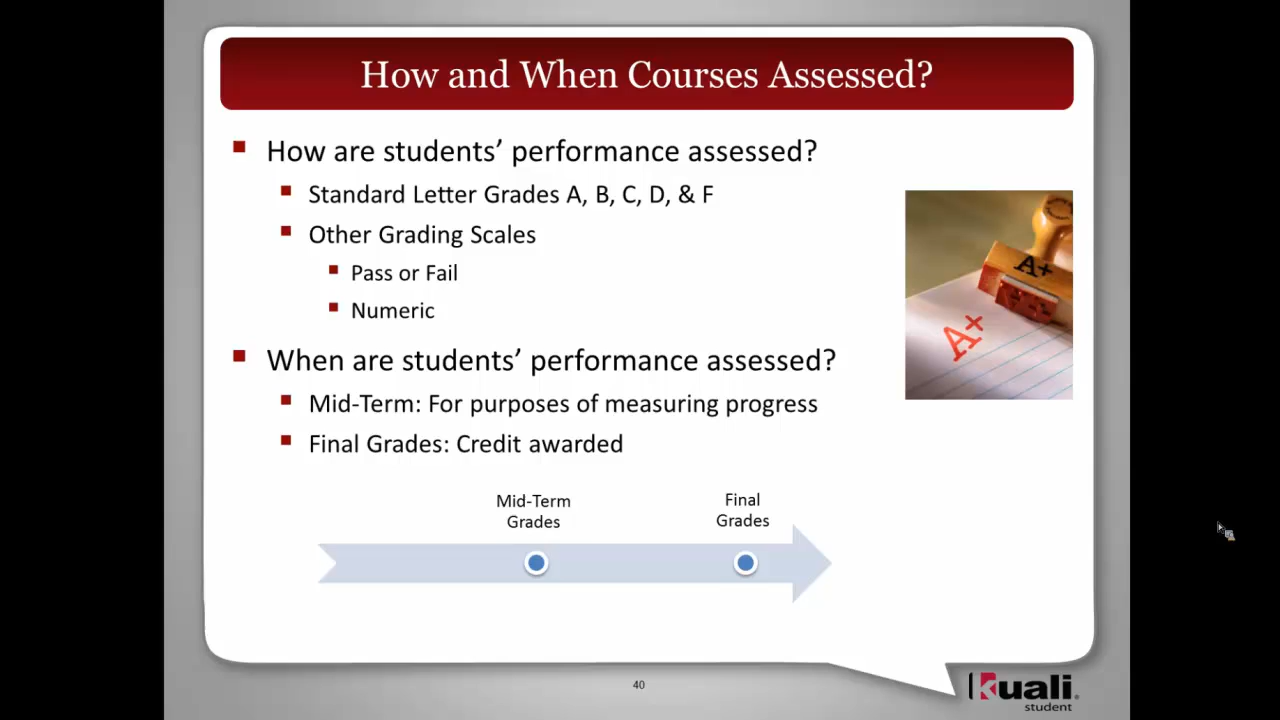 How and When Courses Assessed?
How are students’ performance assessed?
Standard Letter Grades A, B, C, D, & F
Other Grading Scales
Pass or Fail
Numeric
When are students’ performance assessed?
Mid-Term: For purposes of measuring progress
Final Grades: Credit awarded
A+
A+
Mid-Term
Grades
Final
Grades
40
Kuali
student